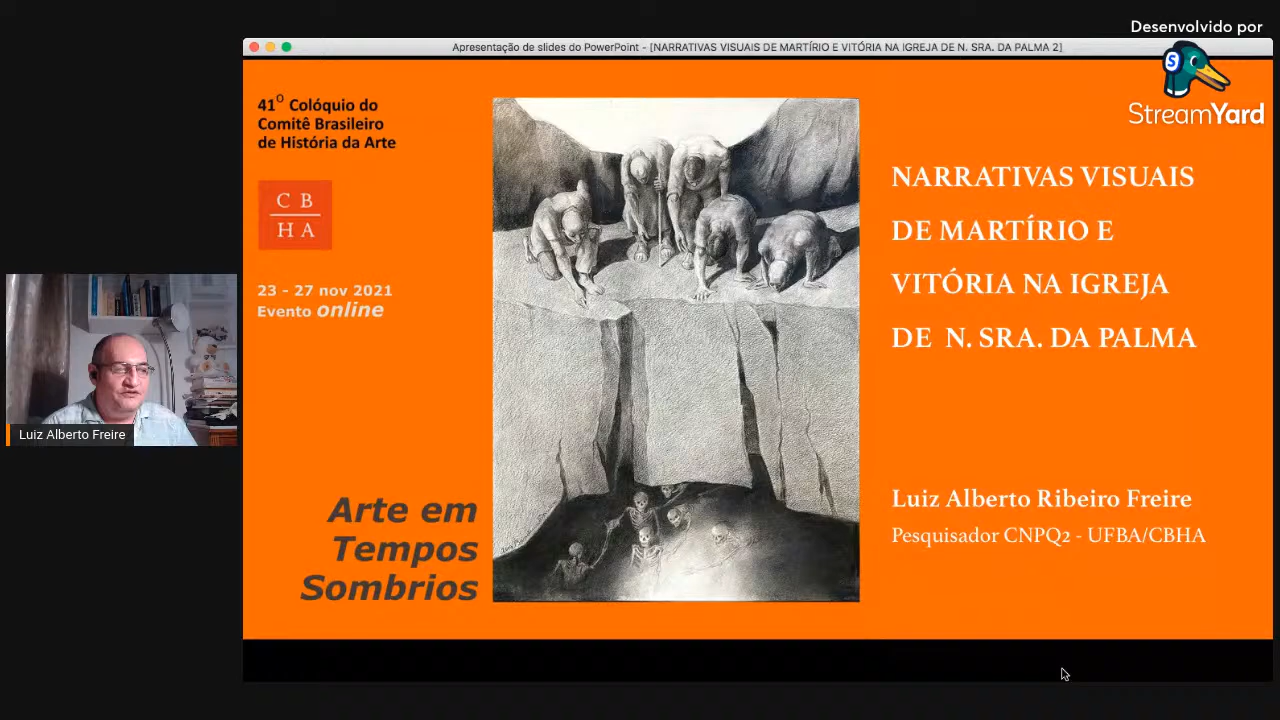 Desenvolvido por
StreamYard
Apresentação de slides do PowerPoint - [NARRATIVAS VISUAIS DE MARTÍRIO E VITÓRIA NA IGREJA DE N. SRA. DA PALMA 2]
41º Colóquio do
Comitê Brasileiro
de História da Arte
C B
H A
23 - 27 nov 2021
Evento online
Arte em
Tempos
Sombrios
NARRATIVAS VISUAIS
DE MARTÍRIO E
VITÓRIA NA IGREJA
DE N. SRA. DA PALMA
Luiz Alberto Ribeiro Freire
Pesquisador CNPQ2 - UFBA/CBHA
Luiz Alberto Freire
S